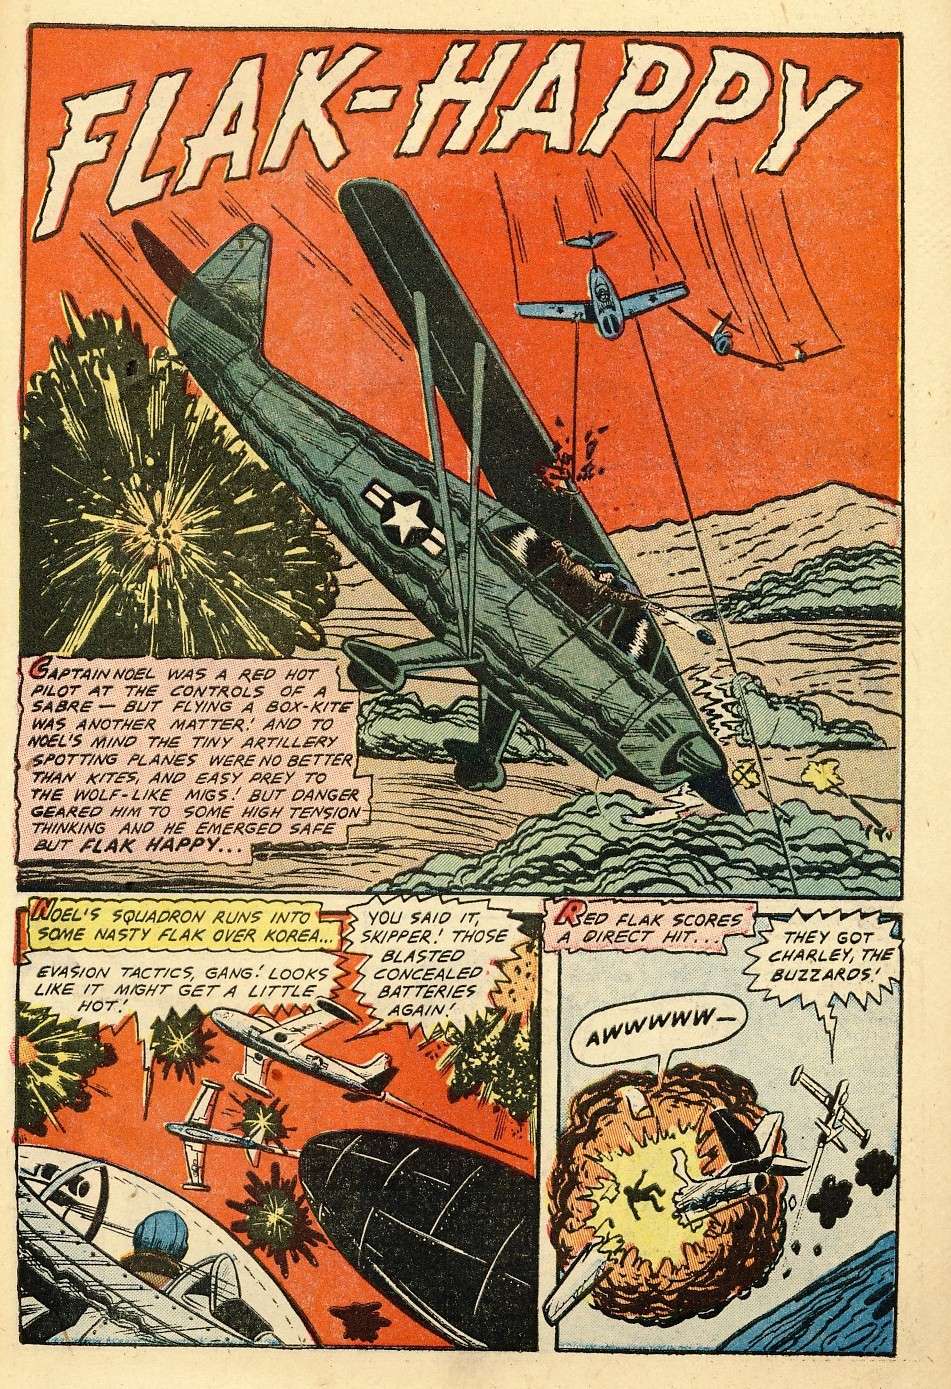 FLAK-HAPPY
CAPTAIN NOEL WAS A RED HOT
PILOT AT THE CONTROLS OF A
SABRE — BUT FLYING A BOX-KITE
WAS ANOTHER MATTER! AND TO
NOEL'S MIND THE TINY ARTILLERY
SPOTTING PLANES WERE NO BETTER
THAN KITES, AND EASY PREY TO
THE WOLF-LIKE MIGS! BUT DANGER
GEARED HIM TO SOME HIGH TENSION
THINKING AND HE EMERGED SAFE
BUT FLAK HAPPY...
NOEL'S SQUADRON RUNS INTO
SOME NASTY FLAK OVER KOREA...
EVASION TACTICS, GANG! LOOKS
LIKE IT MIGHT GET A LITTLE
HOT!
YOU SAID IT,
SKIPPER! THOSE
BLASTED
CONCEALED
BATTERIES
AGAIN!
RED FLAK SCORES
A DIRECT HIT...
THEY GOT
CHARLEY, THE
BUZZARDS!
AWWWWW—